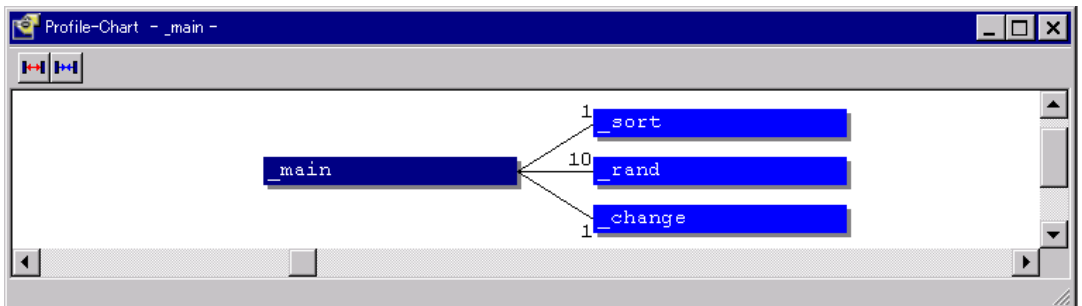 Profile-Chart - _main -
1
_sort
_main
10
_rand
_change
1